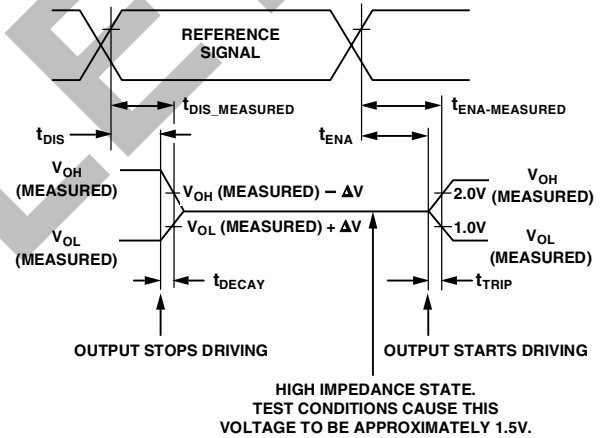 REFERENCE
SIGNAL
tDIS_MEASURED
tENA-MEASURED
tDIS
tENA
VOH
(MEASURED)
VOH (MEASURED) − ΔV
2.0V
VOH
(MEASURED)
VOL
(MEASURED)
VOL (MEASURED) + ΔV
1.0V
VOL
(MEASURED)
tDECAY
tTRIP
OUTPUT STOPS DRIVING
OUTPUT STARTS DRIVING
HIGH IMPEDANCE STATE.
TEST CONDITIONS CAUSE THIS
VOLTAGE TO BE APPROXIMATELY 1.5V.